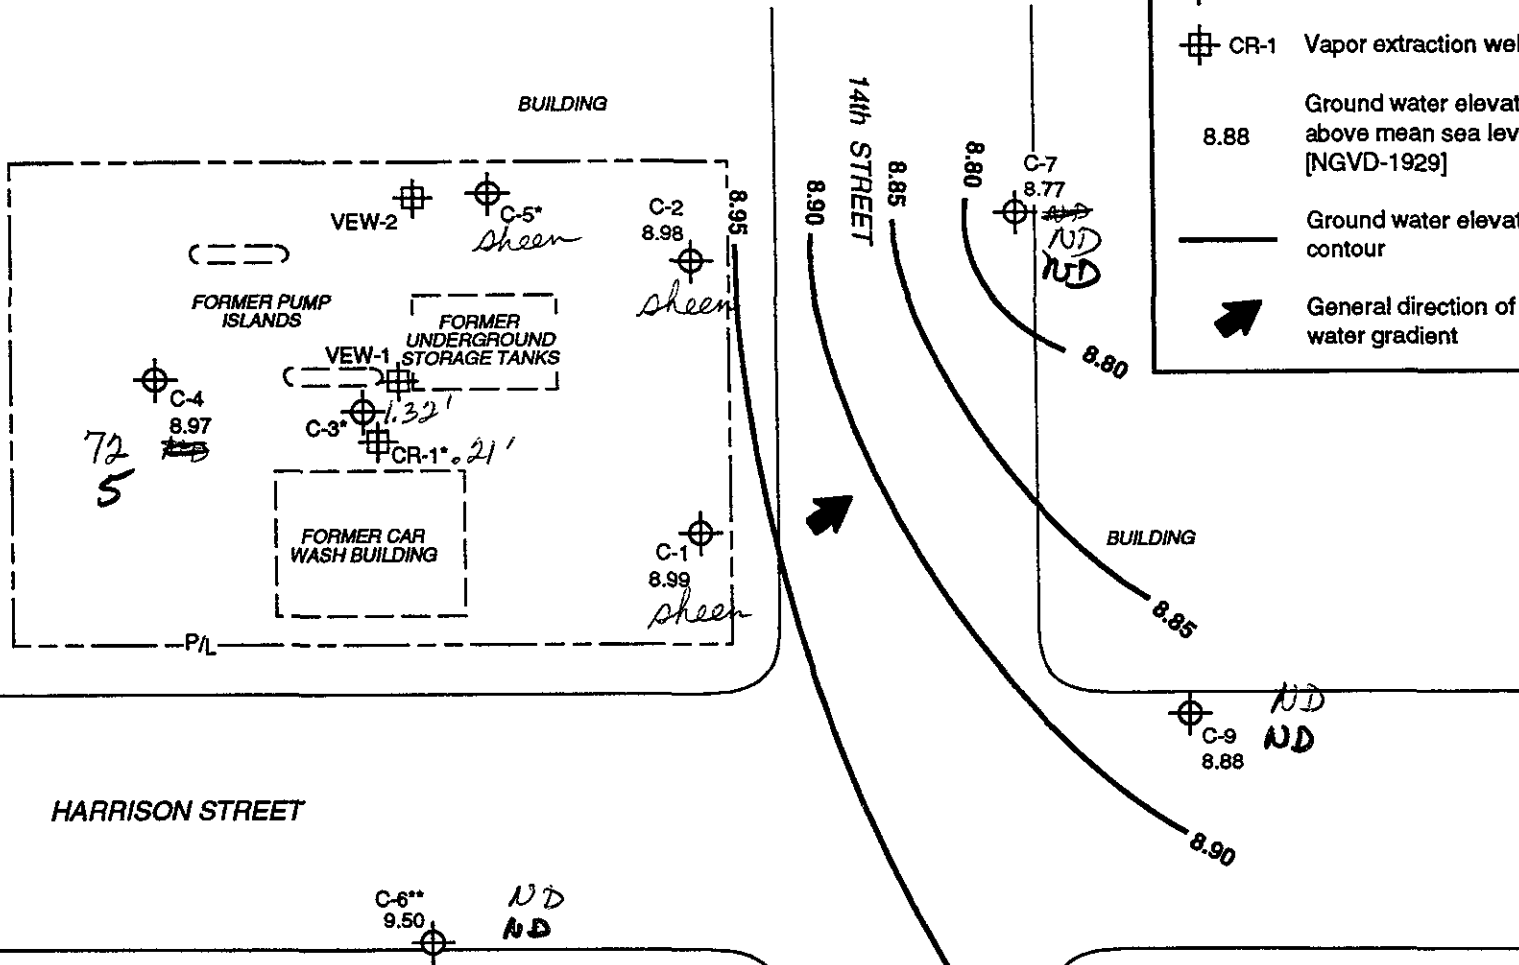 CR-1 Vapor extraction wel
8.88
Ground water elevat
above mean sea lev
[NGVD-1929]
Ground water elevat
contour
General direction of
water gradient
BUILDING
14th STREET
VEW-2
C-5*
sheen
C-2
8.98
sheen
8.95
8.90
8.85
8.80
C-7
8.77
ND
ND
ND
8.80
FORMER PUMP
ISLANDS
FORMER
UNDERGROUND
STORAGE TANKS
VEW-1
C-4
8.97
72
5
C-3*
1.32'
CR-1*
.21'
FORMER CAR
WASH BUILDING
C-1
8.99
sheen
P/L
BUILDING
8.85
C-9
8.88
ND
ND
8.90
HARRISON STREET
C-6**
9.50
ND
ND